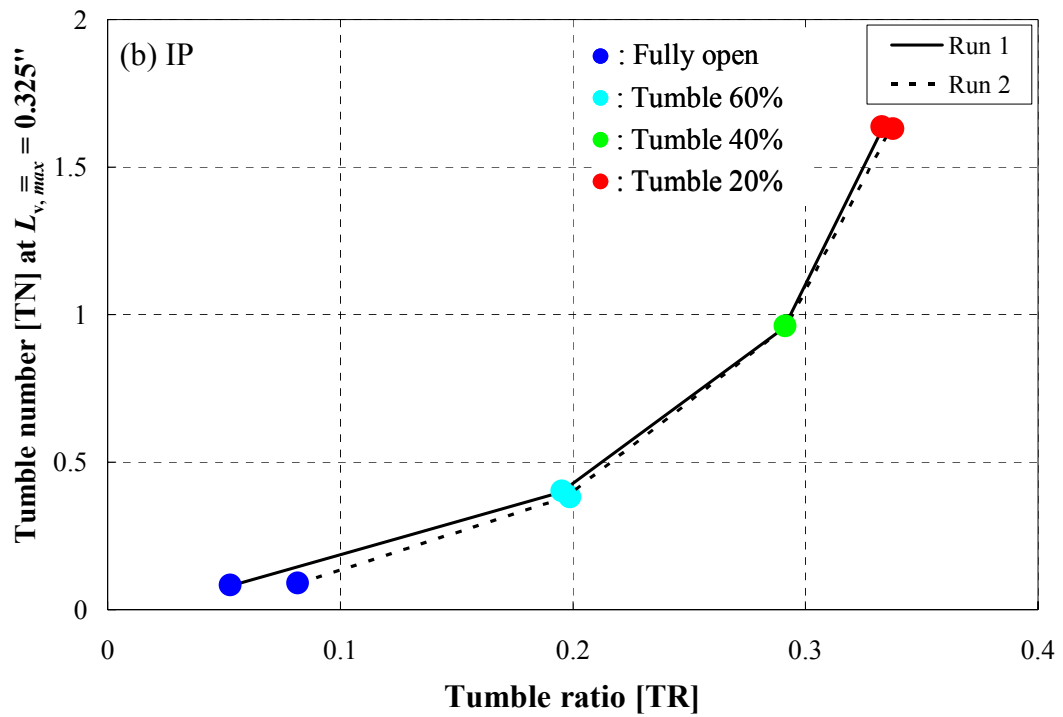 (b) IP
: Fully open
: Tumble 60%
: Tumble 40%
: Tumble 20%
Run 1
Run 2
Tumble number [TN] at L_v, max = 0.325"
2
1.5
1
0.5
0
0
0.1
0.2
0.3
0.4
Tumble ratio [TR]